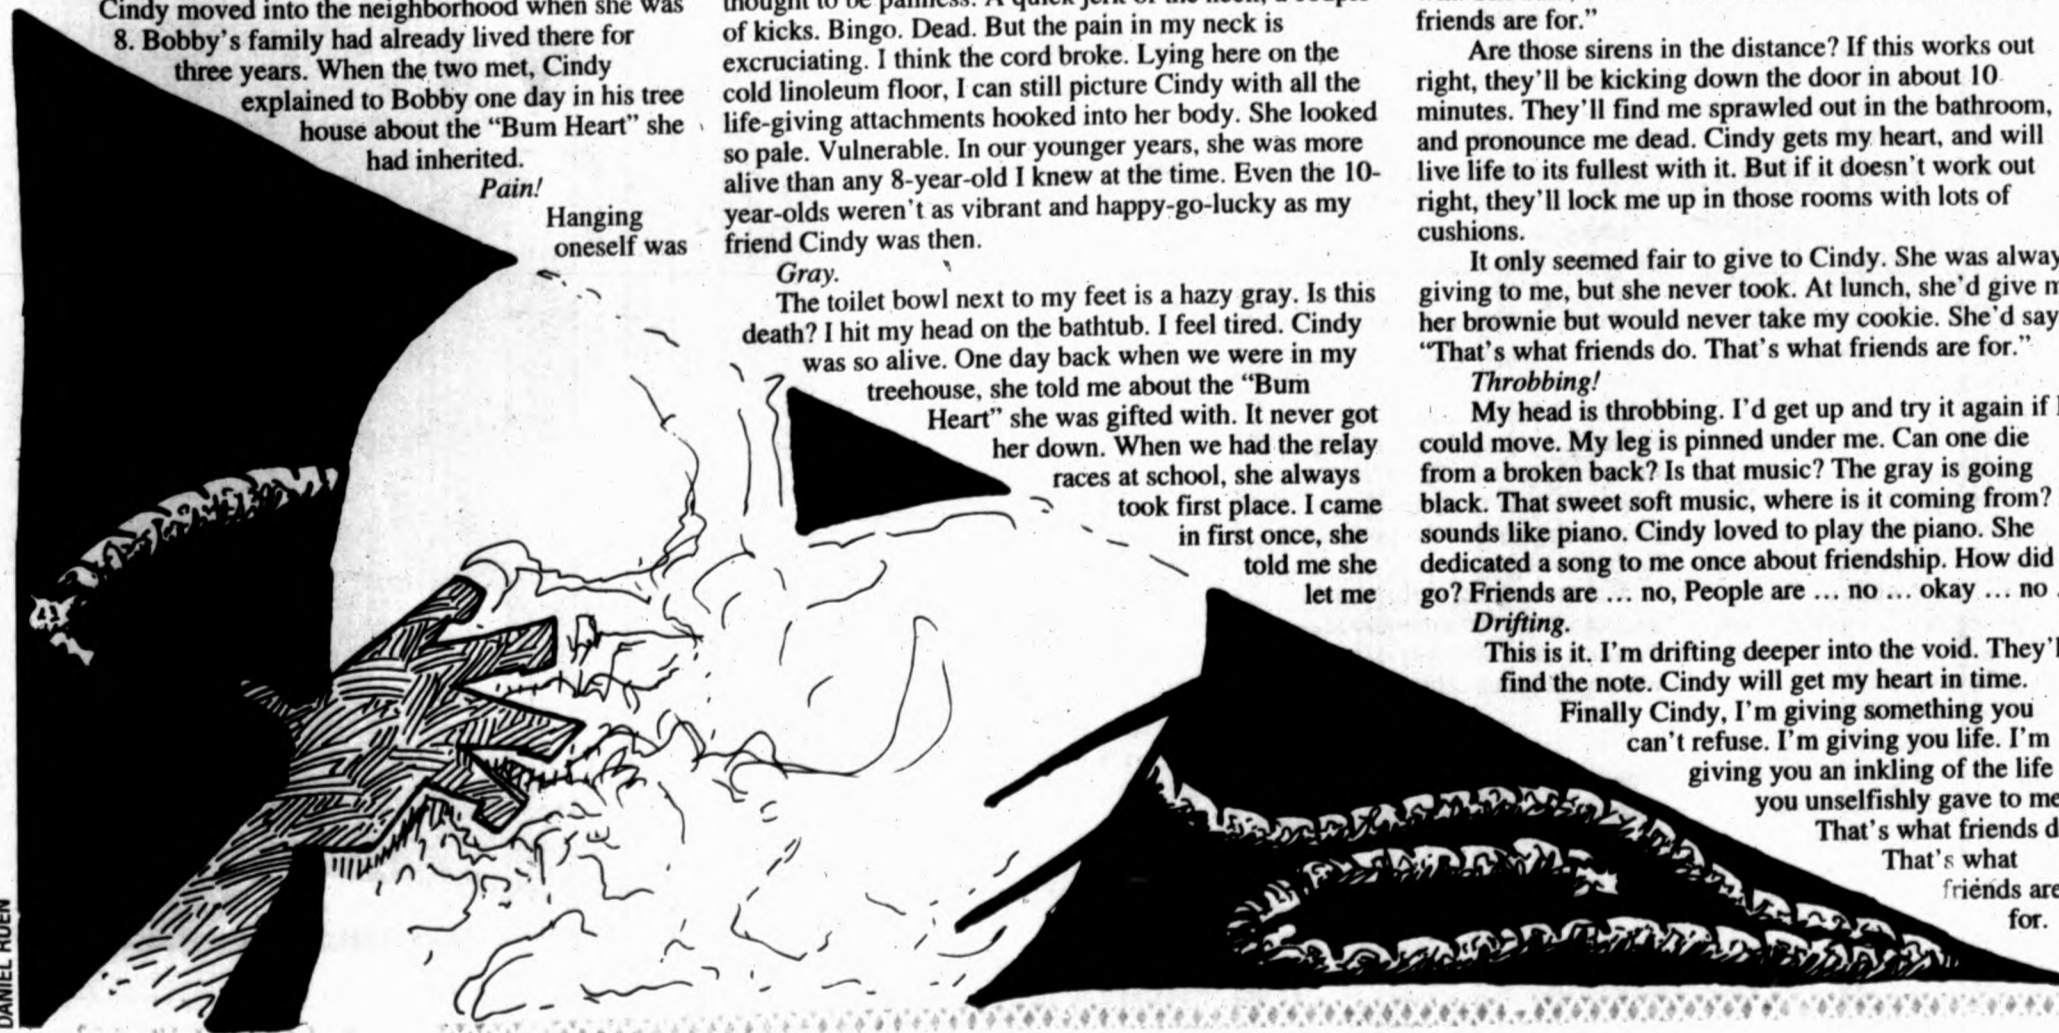 Cindy moved into the neighborhood when she was
8. Bobby's family had already lived there for
three years. When the two met, Cindy
explained to Bobby one day in his tree
house about the “Bum Heart” she
had inherited.
Pain!
Hanging
oneself was
thought to be painless. A quick jerk of the neck, a couple
of kicks. Bingo. Dead. But the pain in my neck is
excruciating. I think the cord broke. Lying here on the
cold linoleum floor, I can still picture Cindy with all the
life-giving attachments hooked into her body. She looked
so pale. Vulnerable. In our younger years, she was more
alive than any 8-year-old I knew at the time. Even the 10-
year-olds weren't as vibrant and happy-go-lucky as my
friend Cindy was then.
Gray.
The toilet bowl next to my feet is a hazy gray. Is this
death? I hit my head on the bathtub. I feel tired. Cindy
was so alive. One day back when we were in my
treehouse, she told me about the “Bum
Heart” she was gifted with. It never got
her down. When we had the relay
races at school, she always
took first place. I came
in first once, she
told me she
let me
friends are for.”
Are those sirens in the distance? If this works out
right, they'll be kicking down the door in about 10
minutes. They'll find me sprawled out in the bathroom,
and pronounce me dead. Cindy gets my heart, and will
live life to its fullest with it. But if it doesn't work out
right, they'll lock me up in those rooms with lots of
cushions.
It only seemed fair to give to Cindy. She was alway
giving to me, but she never took. At lunch, she'd give m
her brownie but would never take my cookie. She'd say
“That's what friends do. That's what friends are for.”
Throbbing!
My head is throbbing. I'd get up and try it again if I
could move. My leg is pinned under me. Can one die
from a broken back? Is that music? The gray is going
black. That sweet soft music, where is it coming from?
sounds like piano. Cindy loved to play the piano. She
dedicated a song to me once about friendship. How did
go? Friends are ... no, People are ... no ... okay ... no .
Drifting.
This is it. I'm drifting deeper into the void. They'l
find the note. Cindy will get my heart in time.
Finally Cindy, I'm giving something you
can't refuse. I'm giving you life. I'm
giving you an inkling of the life
you unselfishly gave to me
That's what friends d
That's what
friends are
for.
DANIEL RUEN